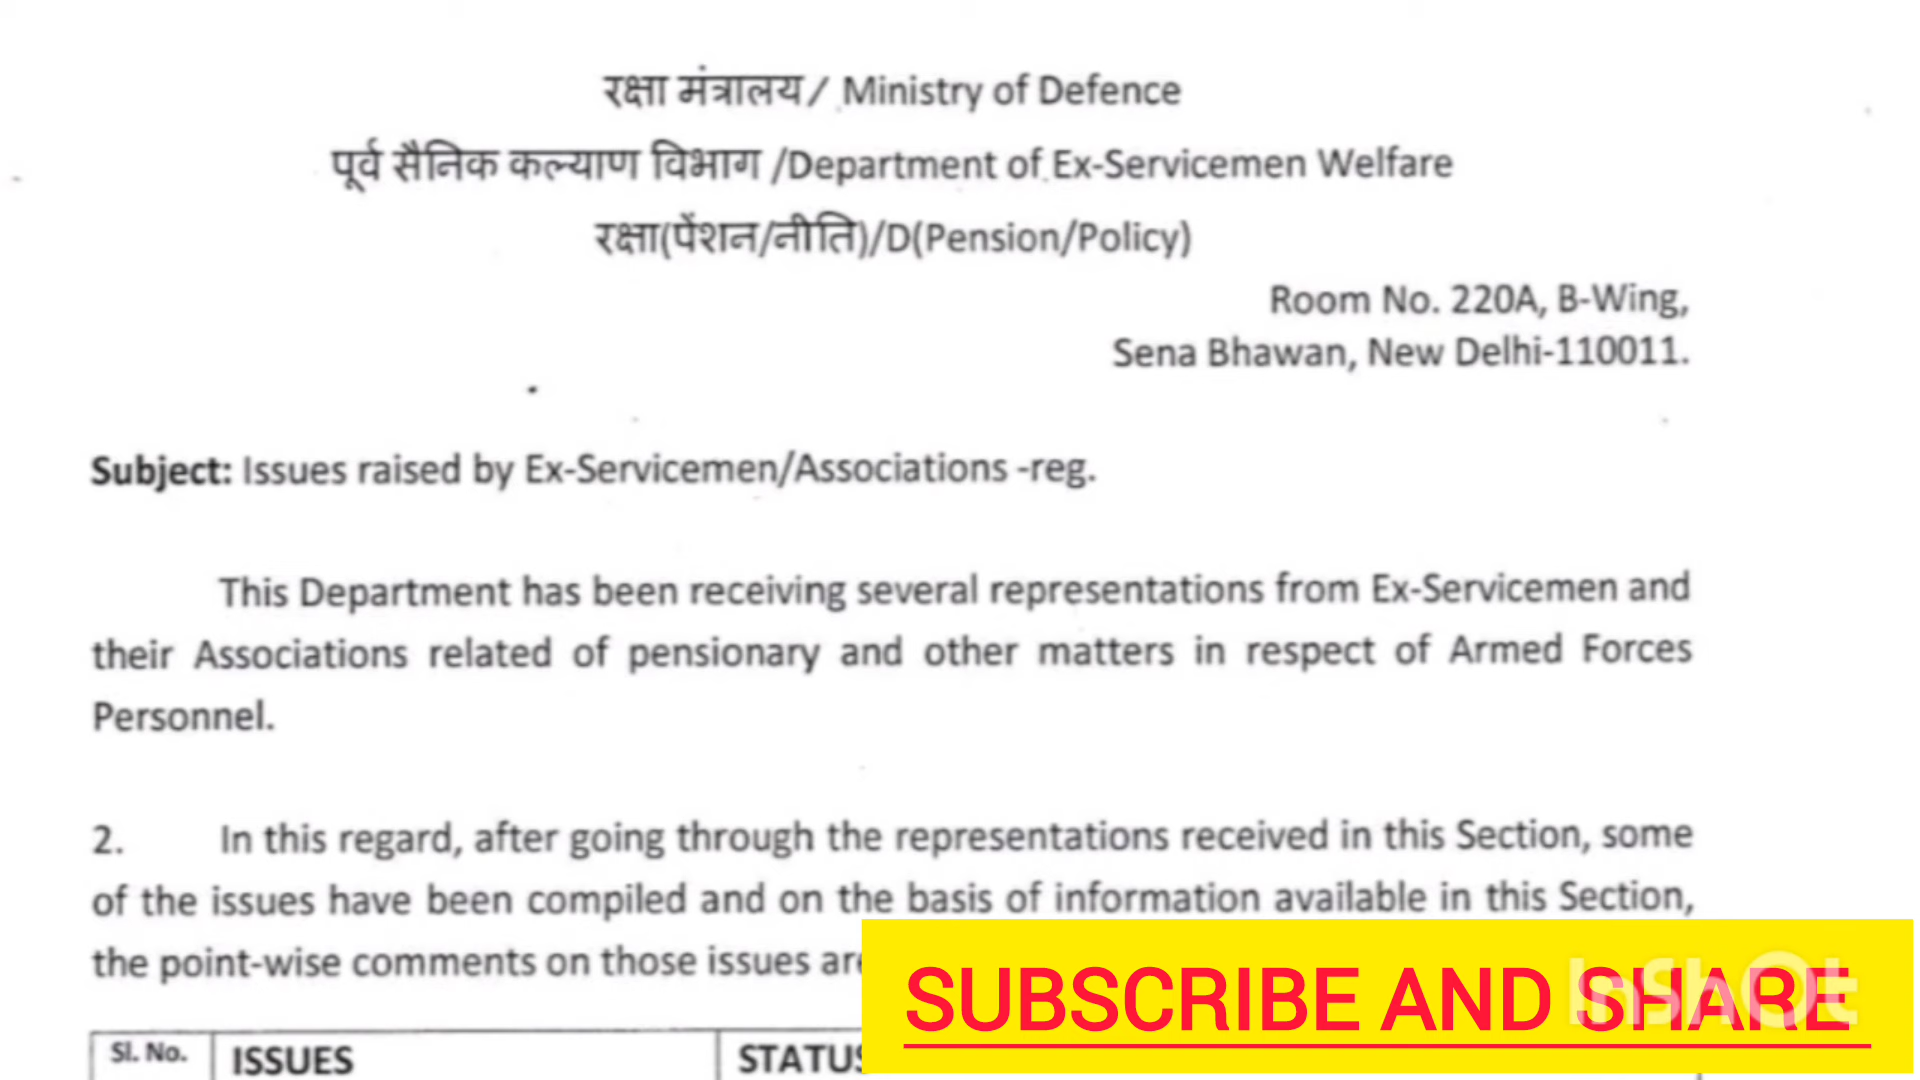 रक्षा मंत्रालय/ Ministry of Defence
पूर्व सैनिक कल्याण विभाग /Department of Ex-Servicemen Welfare
रक्षा(पेंशन/नीति)/D(Pension/Policy)
Room No. 220A, B-Wing,
Sena Bhawan, New Delhi-110011.
Subject: Issues raised by Ex-Servicemen/Associations -reg.
This Department has been receiving several representations from Ex-Servicemen and
their Associations related of pensionary and other matters in respect of Armed Forces
Personnel.
2. In this regard, after going through the representations received in this Section, some
of the issues have been compiled and on the basis of information available in this Section,
the point-wise comments on those issues are
SUBSCRIBE AND SHARE
InShOt
Sl. No. ISSUES STATUS